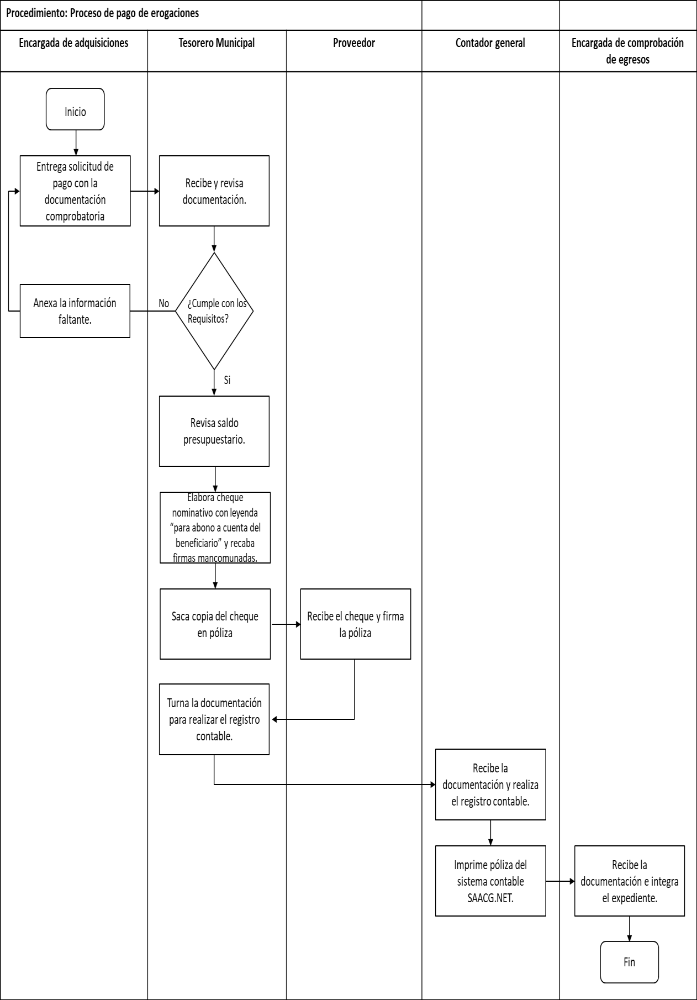 Procedimiento: Proceso de pago de erogaciones
Encargada de adquisiciones
Tesorero Municipal
Proveedor
Contador general
Encargada de comprobación
de egresos
Inicio
Entrega solicitud de
pago con la
documentación
comprobatoria
Recibe y revisa
documentación.
Anexa la información
faltante.
No
¿Cumple con los
Requisitos?
Si
Revisa saldo
presupuestario.
Elabora cheque
nominativo con leyenda
“para abono a cuenta del
beneficiario” y recaba
firmas mancomunadas.
Saca copia del cheque
en póliza
Recibe el cheque y firma
la póliza
Turna la documentación
para realizar el registro
contable.
Recibe la
documentación y realiza
el registro contable.
Imprime póliza del
sistema contable
SAACG.NET.
Recibe la
documentación e integra
el expediente.
Fin